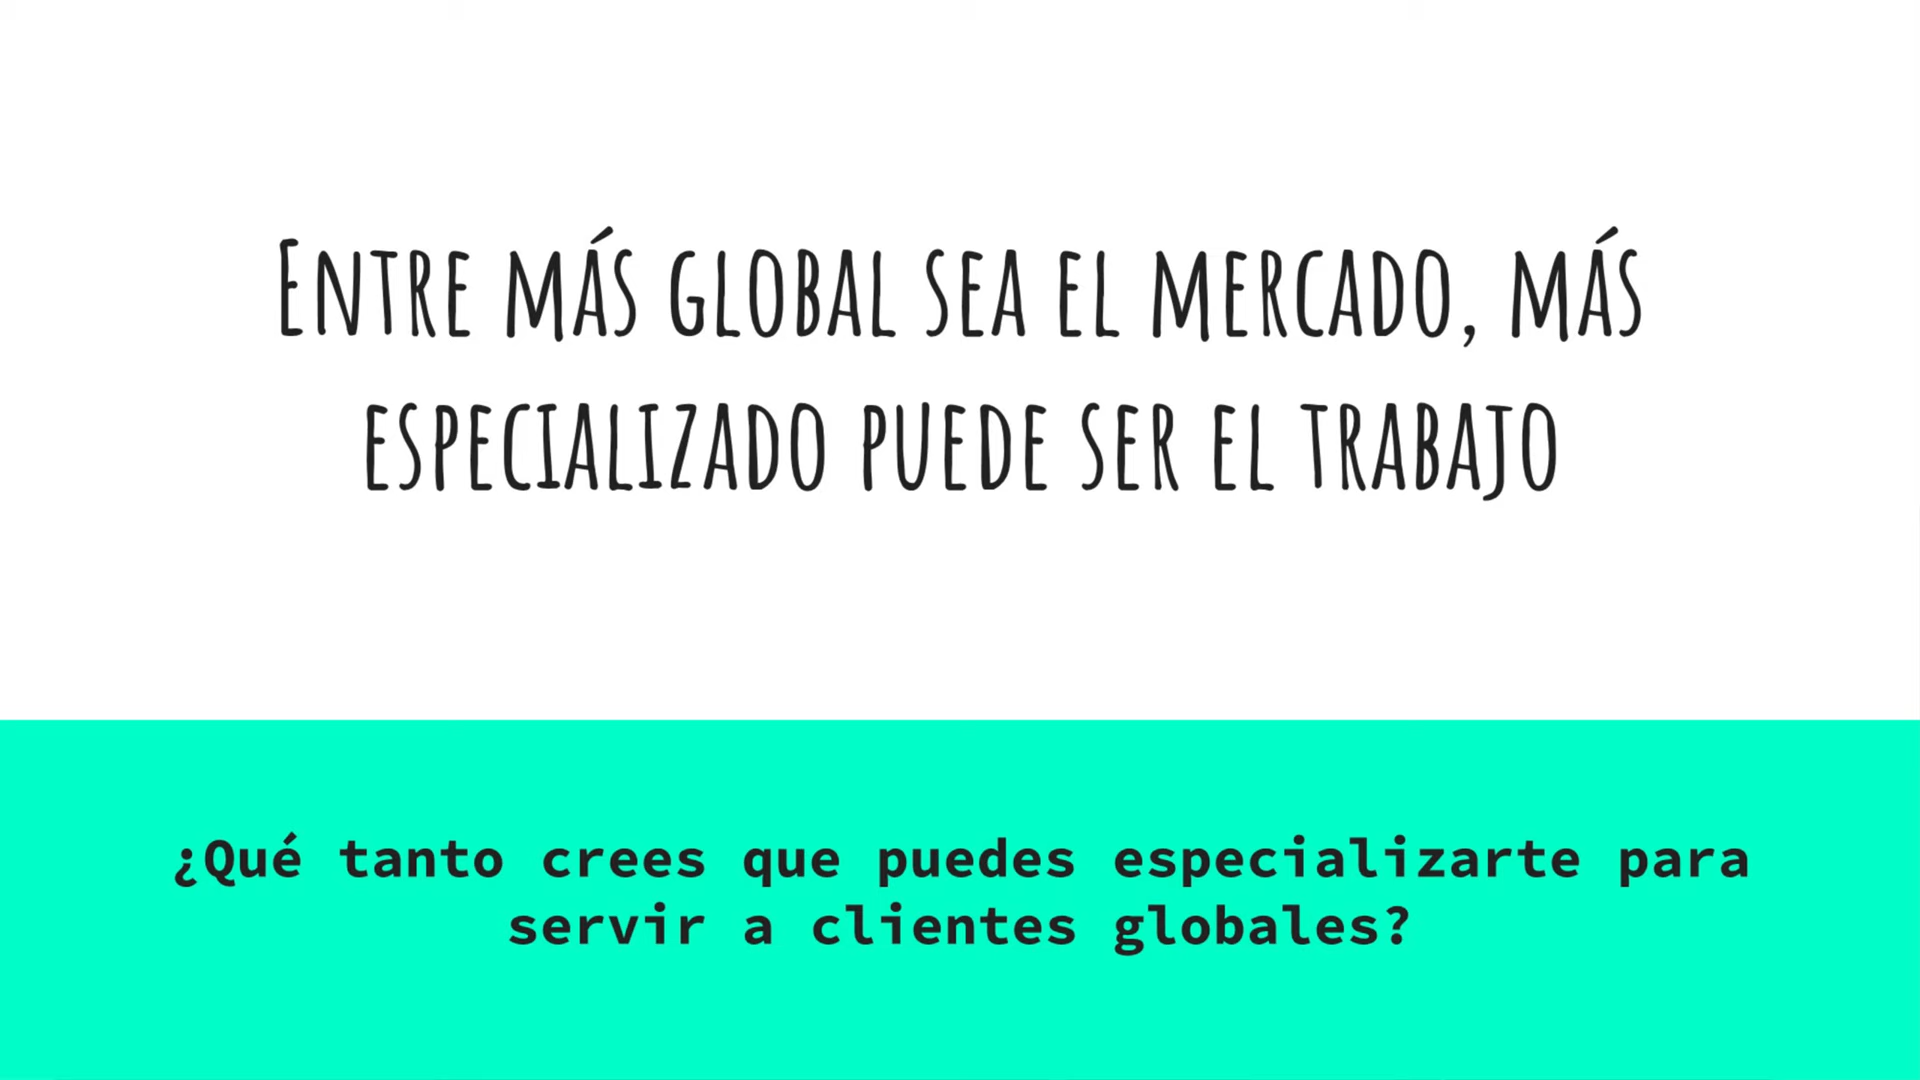 Entre más global sea el mercado, más
especializado puede ser el trabajo
¿Qué tanto crees que puedes especializarte para
servir a clientes globales?